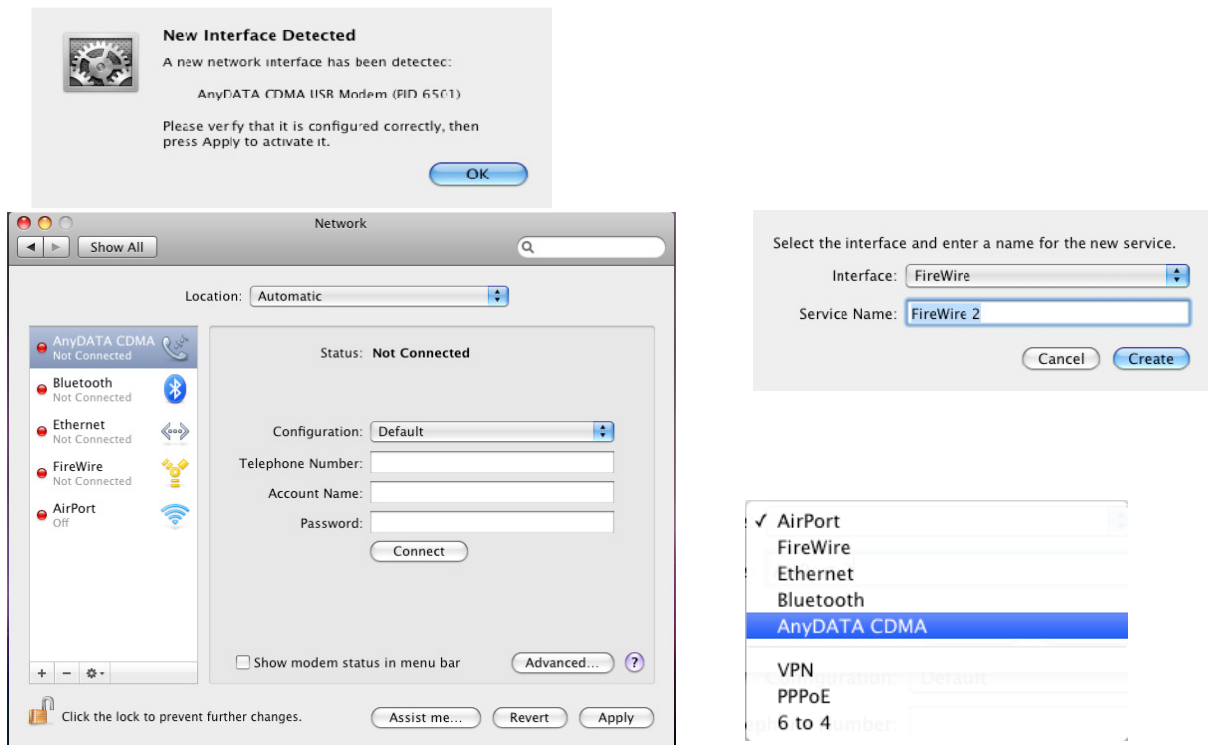 New Interface Detected
A new network interface has been detected:
AnyDATA CDMA USB Modem (PID 6501)
Please verify that it is configured correctly, then
press Apply to activate it.
OK
Network
Show All
Location: Automatic
AnyDATA CDMA
Not Connected
Bluetooth
Not Connected
Ethernet
Not Connected
FireWire
Not Connected
AirPort
Off
Status: Not Connected
Configuration: Default
Telephone Number:
Account Name:
Password:
Connect
Show modem status in menu bar
Advanced...
?
Click the lock to prevent further changes.
Assist me...
Revert
Apply
Select the interface and enter a name for the new service.
Interface: FireWire
Service Name: FireWire 2
Cancel
Create
✓ AirPort
FireWire
Ethernet
Bluetooth
AnyDATA CDMA
VPN
Configuration: Default
PPPoE
6 to 4
Number: